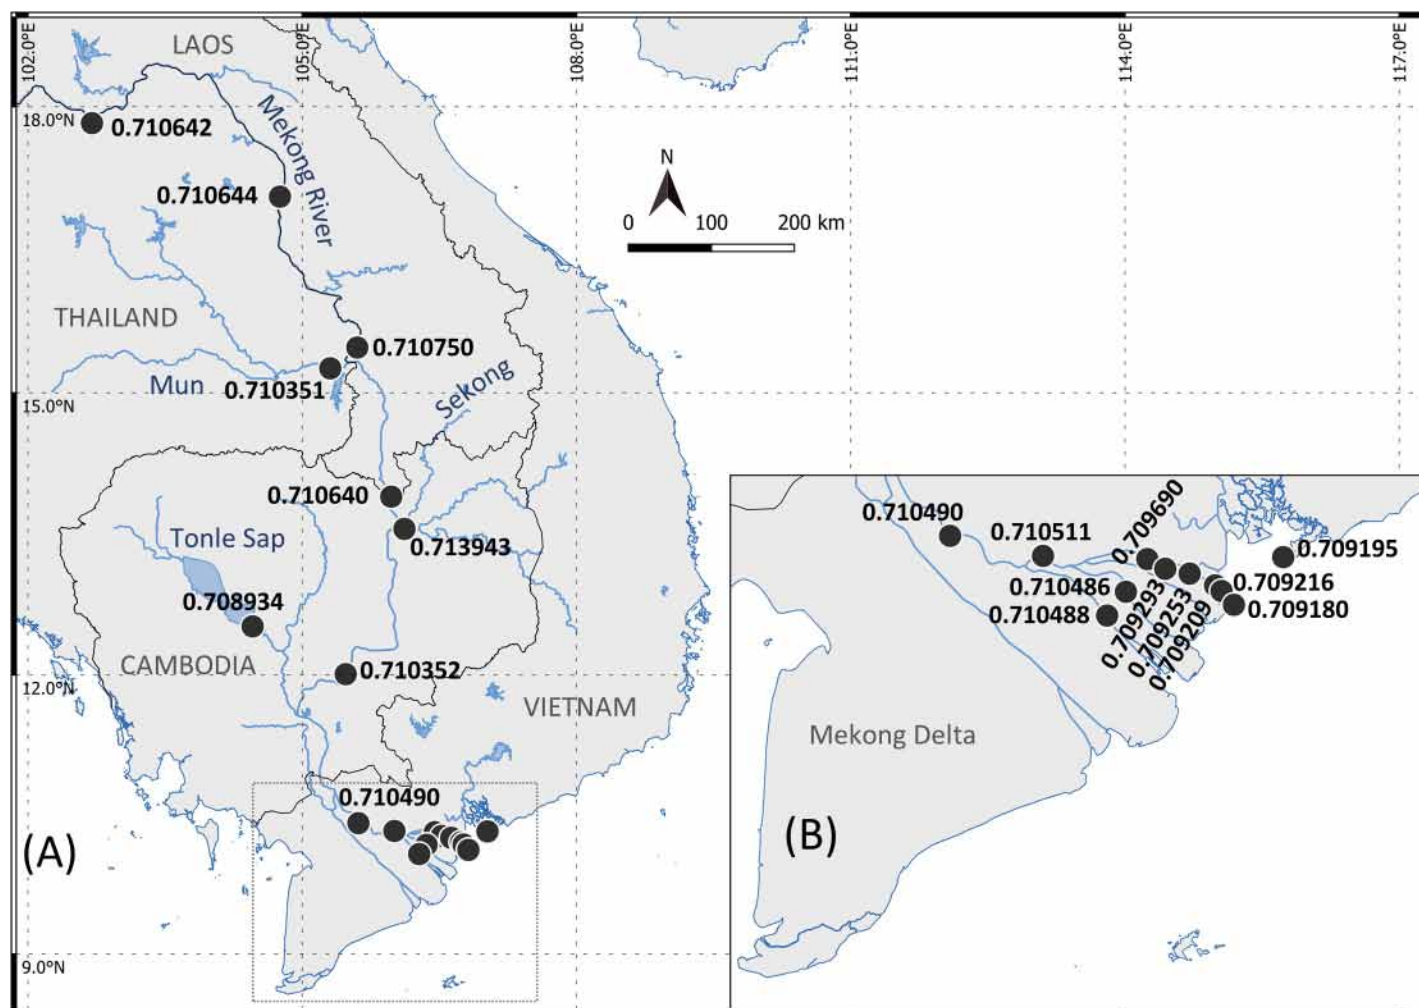 102.0°E
105.0°E
108.0°E
111.0°E
114.0°E
117.0°E
LAOS
18.0°N
0.710642
Mekong River
0.710644
N
0 100 200 km
THAILAND
0.710750
Mun
0.710351
Sekong
15.0°N
0.710640
0.713943
Tonle Sap
0.708934
CAMBODIA
0.710352
12.0°N
VIETNAM
0.710490
(A)
9.0°N
0.710490
0.710511
0.709690
0.709195
0.710486
0.709216
0.710488
0.709180
0.709293
0.709253
0.709209
Mekong Delta
(B)